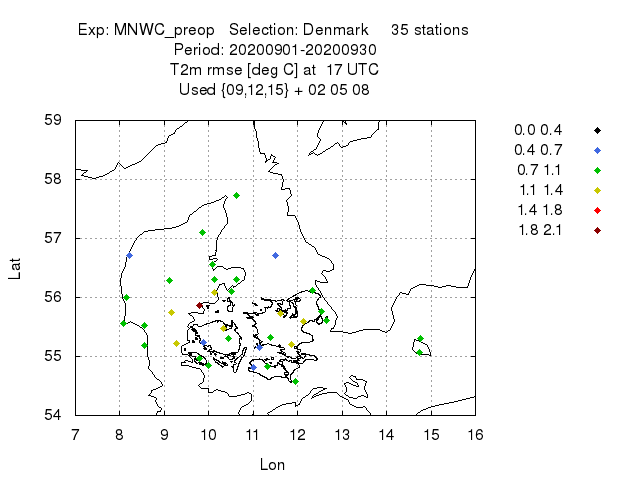 Exp: MNWC_preop Selection: Denmark 35 stations
Period: 20200901-20200930
T2m rmse [deg C] at 17 UTC
Used {09,12,15} + 02 05 08
59
58
57
56
55
54
Lat
7 8 9 10 11 12 13 14 15 16
Lon
0.0 0.4
0.4 0.7
0.7 1.1
1.1 1.4
1.4 1.8
1.8 2.1